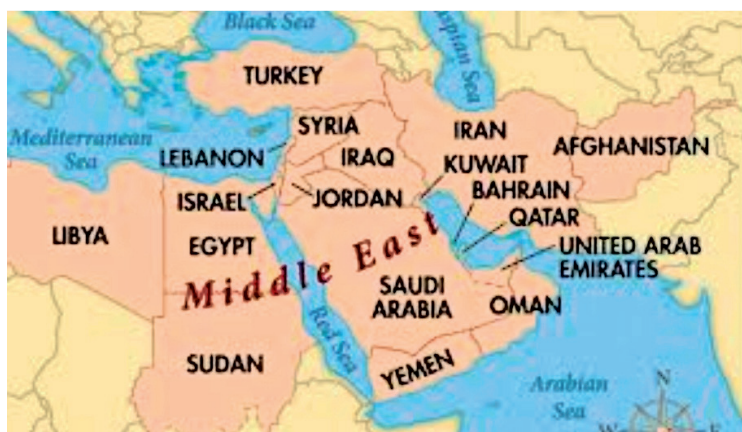 Black Sea
Caspian Sea
TURKEY
Mediterranean
Sea
SYRIA
IRAN
AFGHANISTAN
LEBANON
IRAQ
KUWAIT
ISRAEL
JORDAN
BAHRAIN
QATAR
LIBYA
EGYPT
UNITED ARAB
EMIRATES
Middle East
SAUDI
ARABIA
OMAN
Red Sea
SUDAN
YEMEN
Arabian
Sea
N
W
E